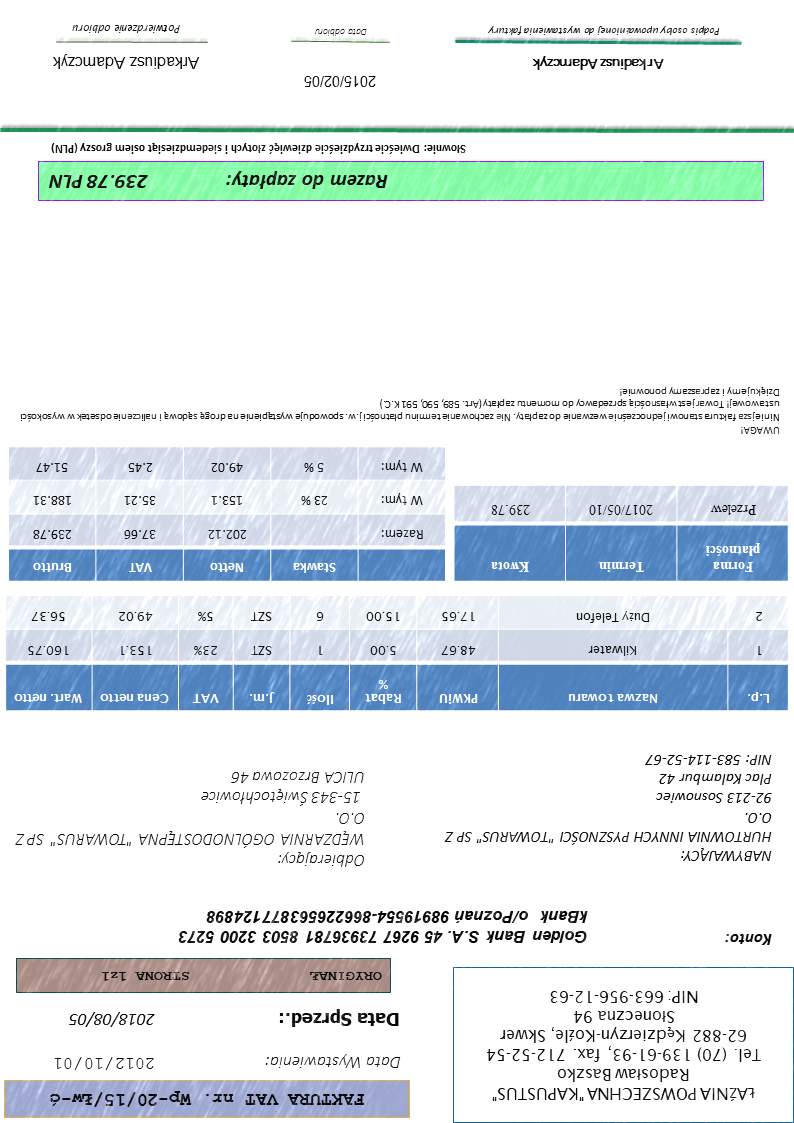 ŁAŹNIA POWSZECHNA "KAPUSTUS"
Radosław Baszko
Tel. (70) 139-61-93, fax. 712-52-54
62-882 Kędzierzyn-Koźle, Skwer
Słoneczna 94
NIP: 663-956-12-63
FAKTURA VAT nr. Wp-20/15/ŁW-ć
Data Wystawienia: 2012/10/01
Data Sprzed.: 2018/08/05
ORYGINAŁ STRONA 1z1
Konto: Golden Bank S.A. 45 9267 73936781 8503 3200 5273
kBank o/Poznań 98919554-8662265638777124898
NABYWAJĄCY:
HURTOWNIA INNYCH PYSZNOŚCI "TOWARUS" SP Z
O.O.
92-213 Sosnowiec
Plac Kalambur 42
NIP: 583-114-52-67
Odbierający:
WĘDZARNIA OGÓLNODOSTĘPNA "TOWARUS" SP Z
O.O.
15-343 Świętochłowice
ULICA Brzozowa 46
L.p. Nazwa towaru PKWiU Rabat % Ilość J.m. VAT Cena netto Wart. netto
1 Kilwater 48.67 5.00 1 SZT 23% 153.1 160.75
2 Duży Telefon 17.65 15.00 6 SZT 5% 49.02 56.37
Forma płatności Termin Kwota
Przelew 2017/05/10 239.78
Stawka Netto VAT Brutto
Razem: 202.12 37.66 239.78
W tym: 23 % 153.1 35.21 188.31
W tym: 5 % 49.02 2.45 51.47
UWAGA!
Niniejsza faktura stanowi jednocześnie wezwanie do zapłaty. Nie zachowanie terminu płatności j.w. spowoduje wystąpienie na drogę sądową i naliczenie odsetek w wysokości
ustawowej! Towar jest własnością sprzedawcy do momentu zapłaty (Art. 589, 590, 591 K.C.)
Dziękujemy i zapraszamy ponownie!
Razem do zapłaty: 239.78 PLN
Słownie: Dwieście trzydzieście dziewięć złotych i siedemdziesiąt osiem groszy (PLN)
Arkadiusz Adamczyk
Podpis osoby upoważnionej do wystawienia faktury
2015/02/05
Data odbioru
Arkadiusz Adamczyk
Potwierdzenie odbioru